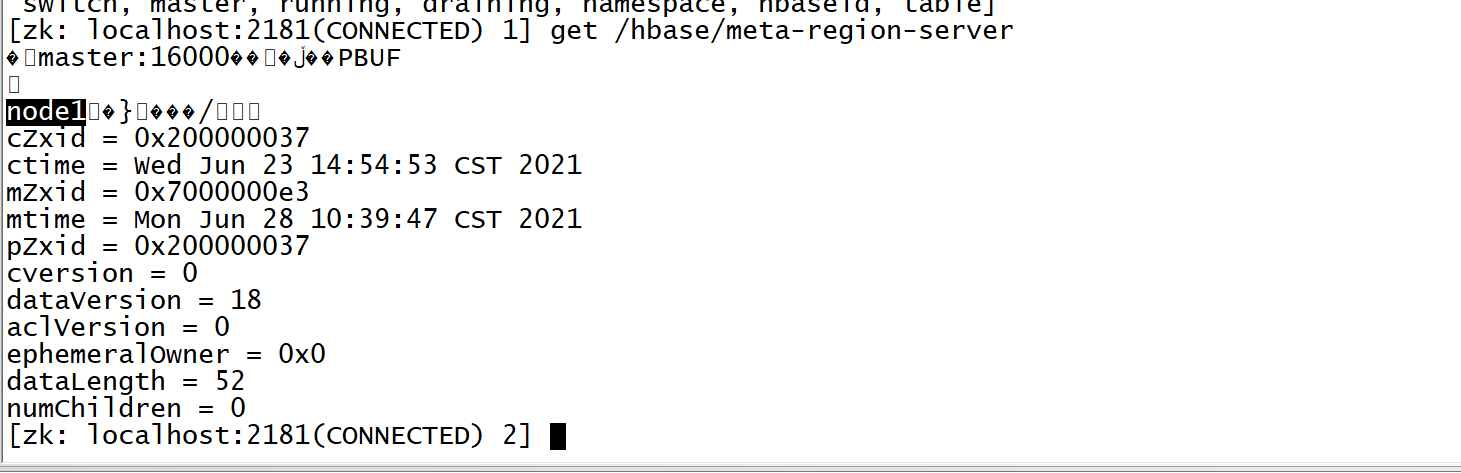 switch, master, running, draining, namespace, hbaseid, table]
[zk: localhost:2181(CONNECTED) 1] get /hbase/meta-region-server
�master:16000���ڵ��PBUF
node1�}���/
cZxid = 0x200000037
ctime = Wed Jun 23 14:54:53 CST 2021
mZxid = 0x7000000e3
mtime = Mon Jun 28 10:39:47 CST 2021
pZxid = 0x200000037
cversion = 0
dataVersion = 18
aclVersion = 0
ephemeralOwner = 0x0
dataLength = 52
numChildren = 0
[zk: localhost:2181(CONNECTED) 2]